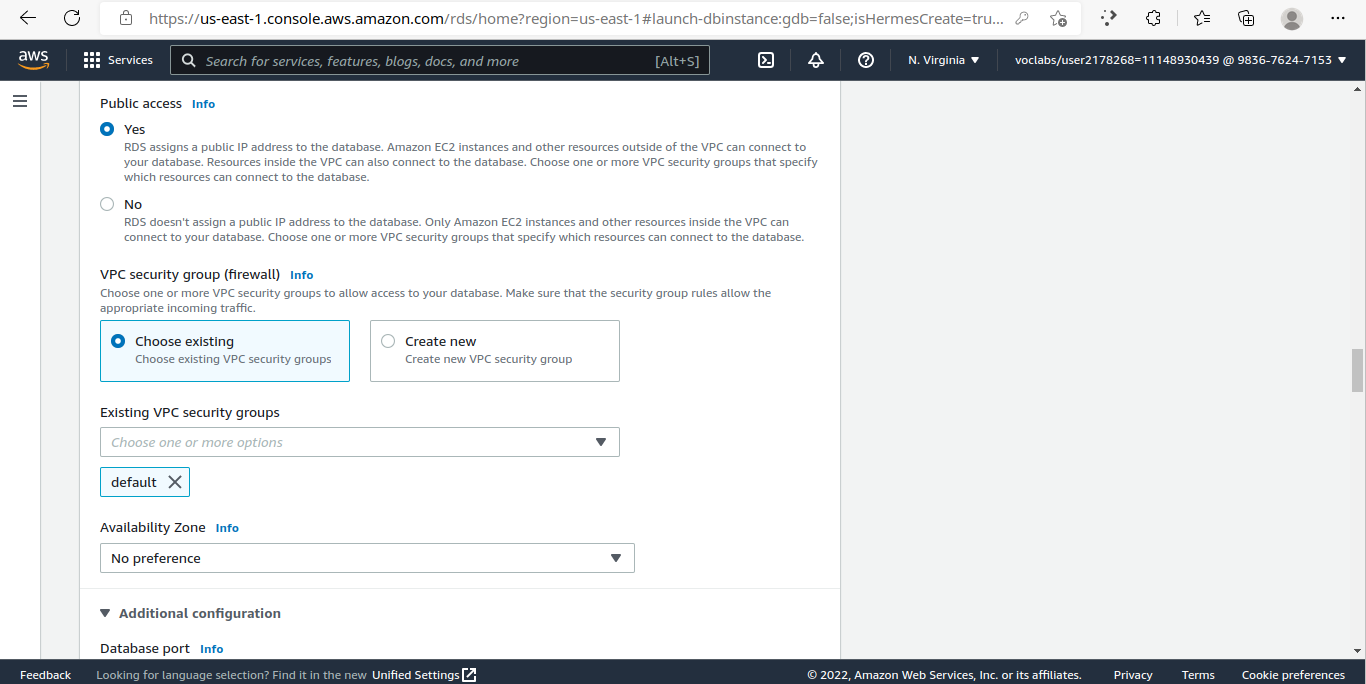 https://us-east-1.console.aws.amazon.com/rds/home?region=us-east-1#launch-dbinstance:gdb=false;isHermesCreate=tru...
aws Services Search for services, features, blogs, docs, and more [Alt+S] N. Virginia voclabs/user2178268=11148930439 @ 9836-7624-7153
Public access Info
Yes
RDS assigns a public IP address to the database. Amazon EC2 instances and other resources outside of the VPC can connect to
your database. Resources inside the VPC can also connect to the database. Choose one or more VPC security groups that specify
which resources can connect to the database.
No
RDS doesn't assign a public IP address to the database. Only Amazon EC2 instances and other resources inside the VPC can
connect to your database. Choose one or more VPC security groups that specify which resources can connect to the database.
VPC security group (firewall) Info
Choose one or more VPC security groups to allow access to your database. Make sure that the security group rules allow the
appropriate incoming traffic.
Choose existing
Choose existing VPC security groups
Create new
Create new VPC security group
Existing VPC security groups
Choose one or more options
default
Availability Zone Info
No preference
Additional configuration
Database port Info
Feedback Looking for language selection? Find it in the new Unified Settings © 2022, Amazon Web Services, Inc. or its affiliates. Privacy Terms Cookie preferences